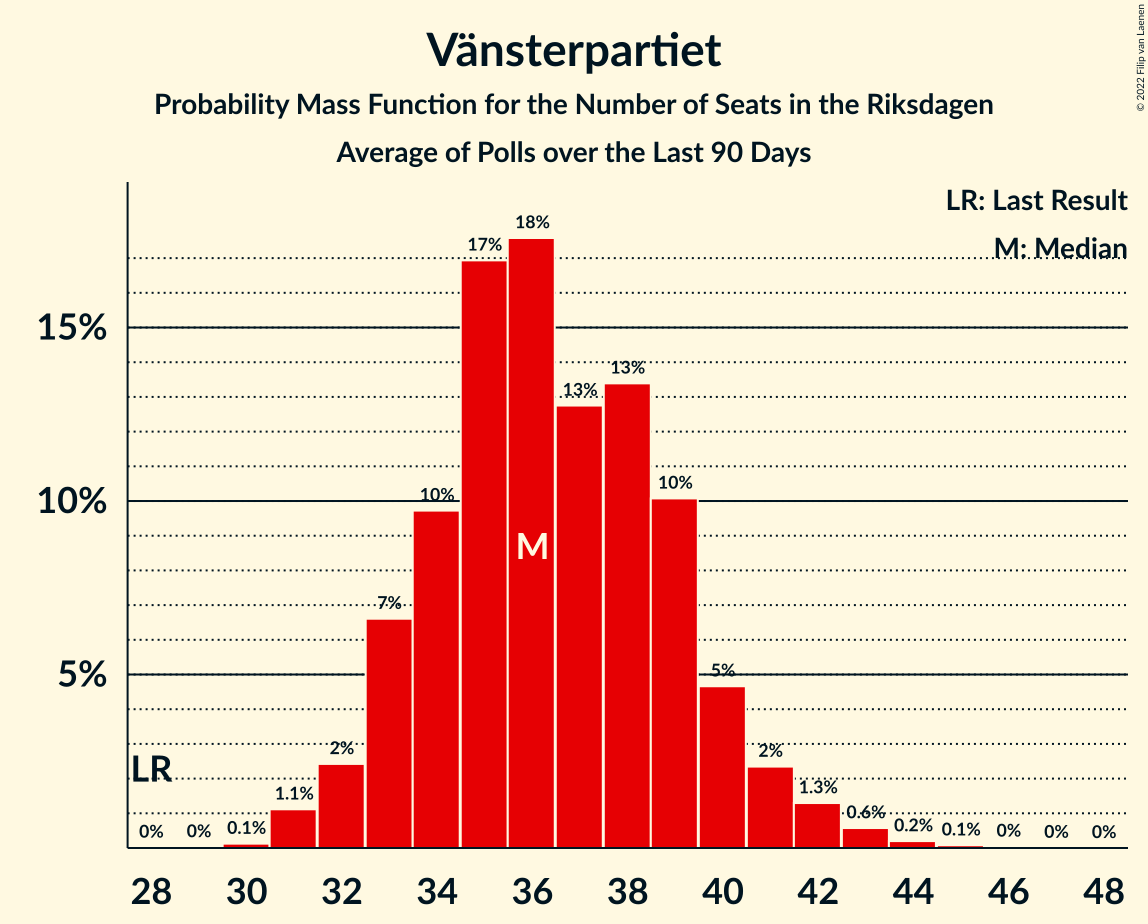 Vänsterpartiet
Probability Mass Function for the Number of Seats in the Riksdagen
Average of Polls over the Last 90 Days
© 2022 Filip van Laenen
LR: Last Result
M: Median
15%
10%
5%
0% 0% 0.1% 1.1% 2% 7% 10% 17% 18% 13% 13% 10% 5% 2% 1.3% 0.6% 0.2% 0.1% 0% 0% 0%
M
LR
28 30 32 34 36 38 40 42 44 46 48